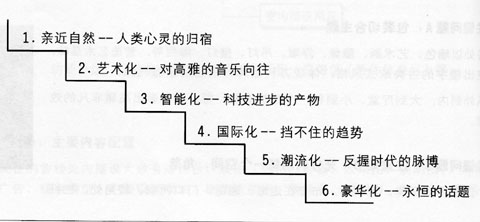 1. 亲近自然--人类心灵的归宿
2. 艺术化--对高雅的音乐向往
3. 智能化--科技进步的产物
4. 国际化--挡不住的趋势
5. 潮流化--反握时代的脉博
6. 豪华化--永恒的话题